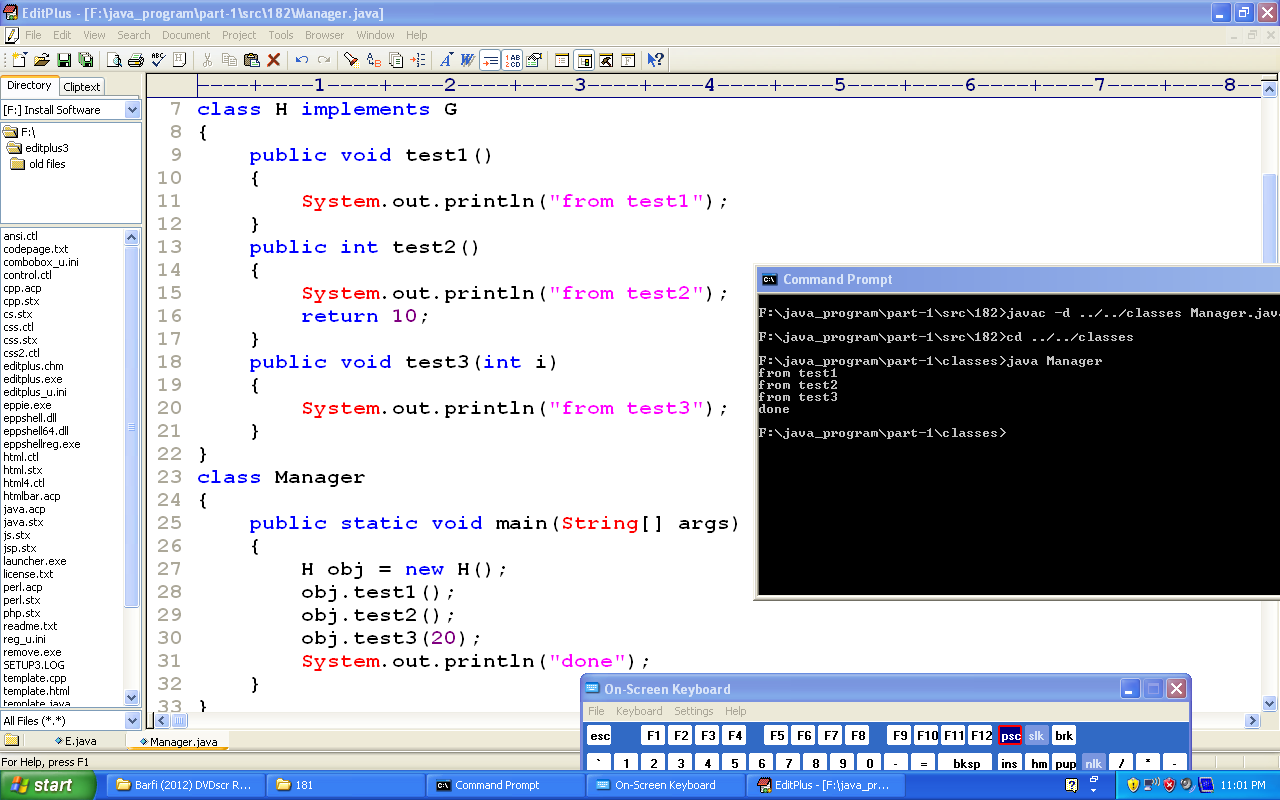 EditPlus - [F:\java_program\part-1\src\182\Manager.java]
File Edit View Search Document Project Tools Browser Window Help
Directory Cliptext
[F:] Install Software
F:\
editplus3
old files
ansi.ctl
codepage.txt
combobox_u.ini
control.ctl
cpp.acp
cpp.stx
cs.stx
css.ctl
css.stx
css2.ctl
editplus.chm
editplus.exe
editplus_u.ini
eppie.exe
eppshell.dll
eppshell64.dll
eppshellreg.exe
html.ctl
html.stx
html4.ctl
htmlbar.acp
java.acp
java.stx
js.stx
jsp.stx
launcher.exe
license.txt
perl.acp
perl.stx
php.stx
readme.txt
reg_u.ini
remove.exe
SETUP3.LOG
template.cpp
template.html
template.java
All Files (*.*)
----+----1----+----2----+----3----+----4----+----5----+----6----+----7----+----8-
7 class H implements G
8 {
9 public void test1()
10 {
11 System.out.println("from test1");
12 }
13 public int test2()
14 {
15 System.out.println("from test2");
16 return 10;
17 }
18 public void test3(int i)
19 {
20 System.out.println("from test3");
21 }
22 }
23 class Manager
24 {
25 public static void main(String[] args)
26 {
27 H obj = new H();
28 obj.test1();
29 obj.test2();
30 obj.test3(20);
31 System.out.println("done");
32 }
33 }
Command Prompt
F:\java_program\part-1\src\182>javac -d ../../classes Manager.java
F:\java_program\part-1\src\182>cd ../../classes
F:\java_program\part-1\classes>java Manager
from test1
from test2
from test3
done
F:\java_program\part-1\classes>
On-Screen Keyboard
File Keyboard Settings Help
esc F1 F2 F3 F4 F5 F6 F7 F8 F9 F10 F11 F12 psc slk brk
` 1 2 3 4 5 6 7 8 9 0 - = bksp ins hm pup nlk / * -
E.java Manager.java
For Help, press F1
start Barfi (2012) DVDscr R... 181 Command Prompt On-Screen Keyboard EditPlus - [F:\java_pr... 11:01 PM